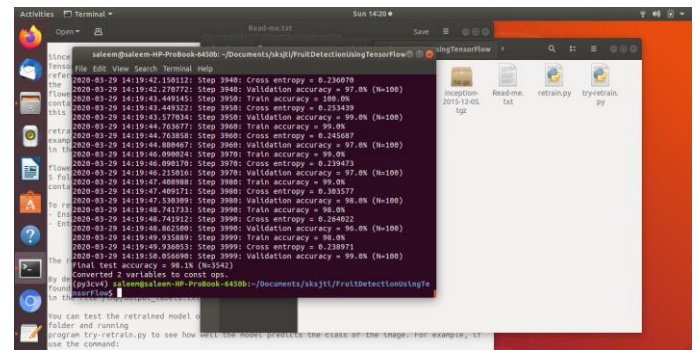 Activities
Terminal
Sun 14:20
Open
Read-me.txt
Save
saleem@saleem-HP-ProBook-6450b: ~/Documents/sksjti/FruitDetectionUsingTensorFlow
File Edit View Search Terminal Help
2020-03-29 14:19:42.150112: Step 3940: Cross entropy = 0.236070
2020-03-29 14:19:42.270772: Step 3940: Validation accuracy = 97.0% (N=100)
2020-03-29 14:19:43.449145: Step 3950: Train accuracy = 100.0%
2020-03-29 14:19:43.449322: Step 3950: Cross entropy = 0.253439
2020-03-29 14:19:43.577034: Step 3950: Validation accuracy = 99.0% (N=100)
2020-03-29 14:19:44.763677: Step 3960: Train accuracy = 99.0%
2020-03-29 14:19:44.763858: Step 3960: Cross entropy = 0.245687
2020-03-29 14:19:44.880467: Step 3960: Validation accuracy = 97.0% (N=100)
2020-03-29 14:19:46.090024: Step 3970: Train accuracy = 99.0%
2020-03-29 14:19:46.090170: Step 3970: Cross entropy = 0.239473
2020-03-29 14:19:46.215016: Step 3970: Validation accuracy = 97.0% (N=100)
2020-03-29 14:19:47.408988: Step 3980: Train accuracy = 99.0%
2020-03-29 14:19:47.409171: Step 3980: Cross entropy = 0.303577
2020-03-29 14:19:47.530309: Step 3980: Validation accuracy = 98.0% (N=100)
2020-03-29 14:19:48.741733: Step 3990: Train accuracy = 98.0%
2020-03-29 14:19:48.741912: Step 3990: Cross entropy = 0.264022
2020-03-29 14:19:48.862500: Step 3990: Validation accuracy = 96.0% (N=100)
2020-03-29 14:19:49.935889: Step 3999: Train accuracy = 98.0%
2020-03-29 14:19:49.936053: Step 3999: Cross entropy = 0.238971
2020-03-29 14:19:50.056690: Step 3999: Validation accuracy = 99.0% (N=100)
Final test accuracy = 98.1% (N=3542)
Converted 2 variables to const ops.
(py3cv4) saleem@saleem-HP-ProBook-6450b:~/Documents/sksjti/FruitDetectionUsingTe
nsorFlow$
singTensorFlow
inception-
2015-12-05.
tgz
Read-me.
txt
retrain.py
try-retrain.
py
Since
You can test the retrained model
folder and running
program try-retrain.py to see how well the model predicts the class of the image. For example, if
use the command: